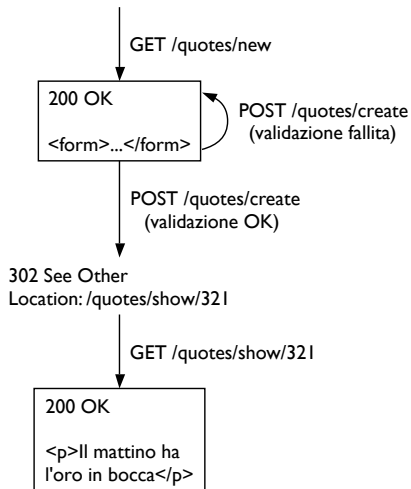 GET /quotes/new
200 OK
<form>...</form>
POST /quotes/create
(validazione fallita)
POST /quotes/create
(validazione OK)
302 See Other
Location: /quotes/show/321
GET /quotes/show/321
200 OK
<p>Il mattino ha
l'oro in bocca</p>